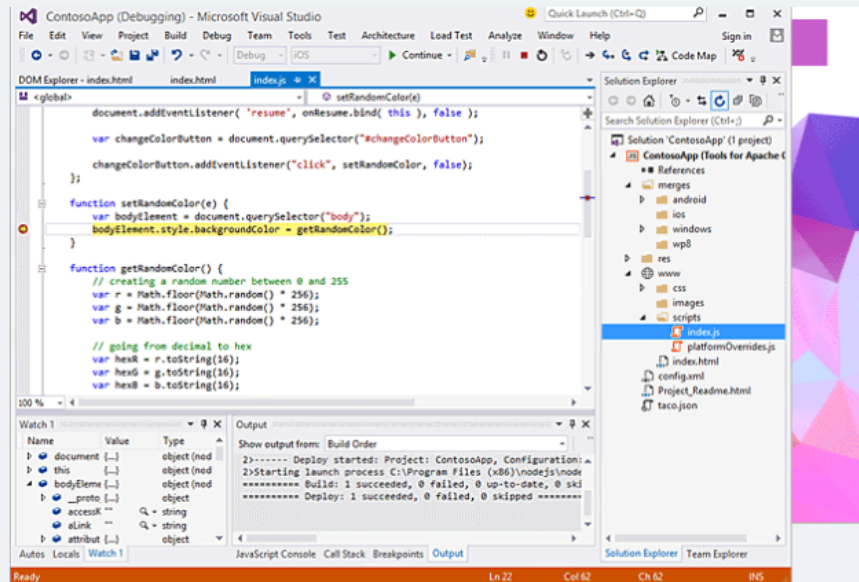 ContosoApp (Debugging) - Microsoft Visual Studio
Quick Launch (Ctrl+Q)
File Edit View Project Build Debug Team Tools Test Architecture Load Test Analyze Window Help Sign in
Debug iOS Continue Code Map
DOM Explorer - index.html index.html index.js
<global> setRandomColor(e)
document.addEventListener( 'resume', onResume.bind( this ), false );
var changeColorButton = document.querySelector("#changeColorButton");
changeColorButton.addEventListener("click", setRandomColor, false);
};
function setRandomColor(e) {
var bodyElement = document.querySelector("body");
bodyElement.style.backgroundColor = getRandomColor();
}
function getRandomColor() {
// creating a random number between 0 and 255
var r = Math.floor(Math.random() * 256);
var g = Math.floor(Math.random() * 256);
var b = Math.floor(Math.random() * 256);
// going from decimal to hex
var hexR = r.toString(16);
var hexG = g.toString(16);
var hexB = b.toString(16);
100 %
Solution Explorer
Search Solution Explorer (Ctrl+;)
Solution 'ContosoApp' (1 project)
ContosoApp (Tools for Apache C
References
merges
android
ios
windows
wp8
res
www
css
images
scripts
index.js
platformOverrides.js
index.html
config.xml
Project_Readme.html
taco.json
Solution Explorer Team Explorer
Watch 1
Name Value Type
document {...} object (nod
this {...} object (nod
bodyEleme {...} object (nod
__proto_ {...} object
accessK "" string
aLink "" string
attribut {...} object
Autos Locals Watch 1
Output
Show output from: Build Order
2>------ Deploy started: Project: ContosoApp, Configuration:
2>Starting launch process C:\Program Files (x86)\nodejs\node
========== Build: 1 succeeded, 0 failed, 0 up-to-date, 0 ski
========== Deploy: 1 succeeded, 0 failed, 0 skipped =======
JavaScript Console Call Stack Breakpoints Output
Ready Ln 22 Col 62 Ch 62 INS